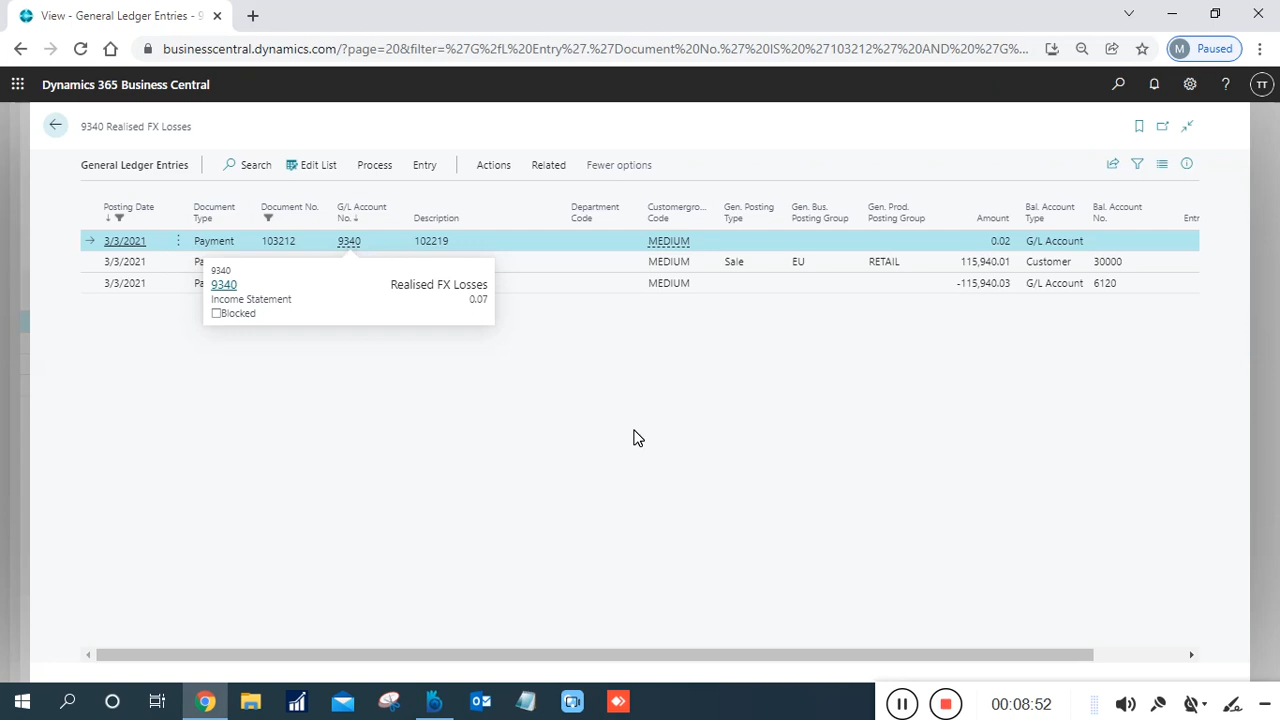 View - General Ledger Entries - 9
businesscentral.dynamics.com/?page=20&filter=%27G%2fL%20Entry%27.%27Document%20No.%27%20IS%20%27103212%27%20AND%20%27G%...
M Paused
Dynamics 365 Business Central
TT
9340 Realised FX Losses
General Ledger Entries Search Edit List Process Entry Actions Related Fewer options
Posting Date Document Type Document No. G/L Account No. Description Department Code Customergro... Code Gen. Posting Type Gen. Bus. Posting Group Gen. Prod. Posting Group Amount Bal. Account Type Bal. Account No. Entr
3/3/2021 Payment 103212 9340 102219 MEDIUM 0.02 G/L Account
3/3/2021 Pa MEDIUM Sale EU RETAIL 115,940.01 Customer 30000
3/3/2021 Pa MEDIUM -115,940.03 G/L Account 6120
9340
9340 Realised FX Losses
Income Statement 0.07
Blocked
00:08:52